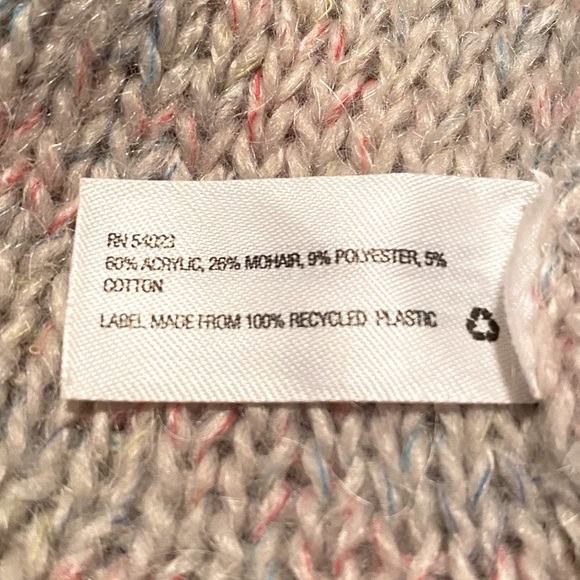 RN 54023
60% ACRYLIC, 26% MOHAIR, 9% POLYESTER, 5%
COTTON
LABEL MADE FROM 100% RECYCLED PLASTIC